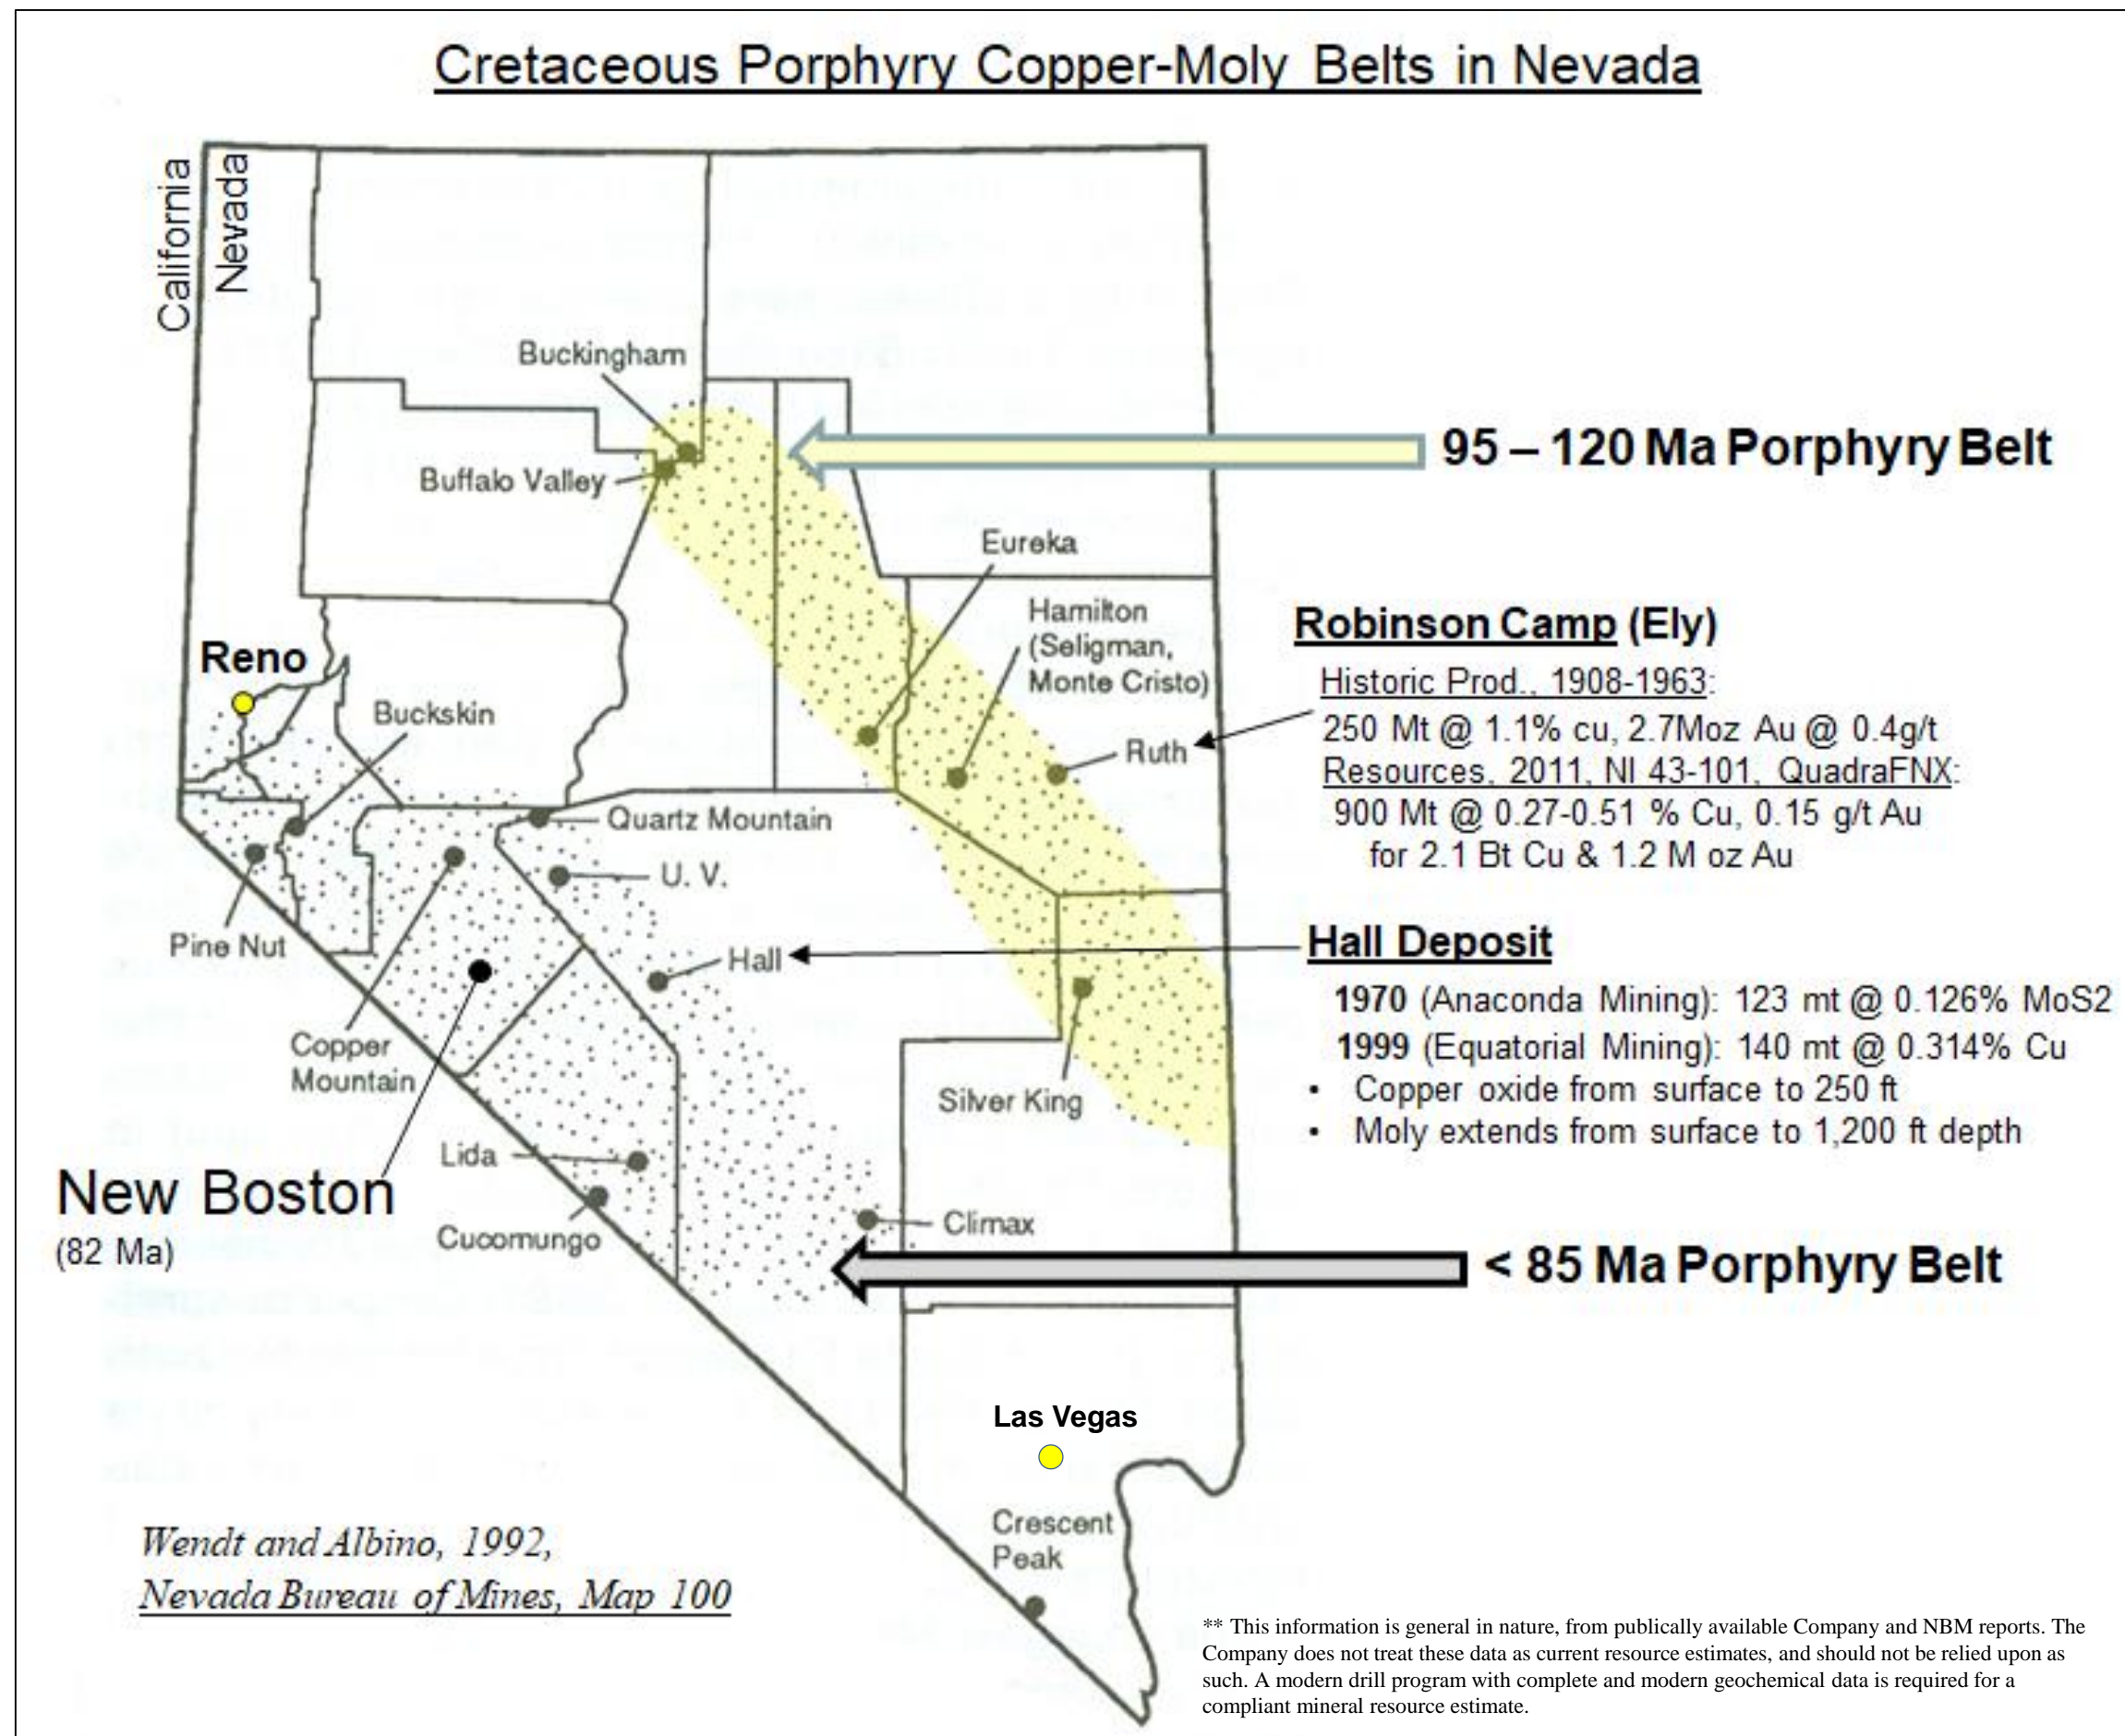 Cretaceous Porphyry Copper-Moly Belts in Nevada
California
Nevada
Buckingham
Buffalo Valley
95 – 120 Ma Porphyry Belt
Eureka
Hamilton
(Seligman,
Monte Cristo)
Ruth
Robinson Camp (Ely)
Historic Prod., 1908-1963:
250 Mt @ 1.1% cu, 2.7Moz Au @ 0.4g/t
Resources, 2011, NI 43-101, QuadraFNX:
900 Mt @ 0.27-0.51 % Cu, 0.15 g/t Au
for 2.1 Bt Cu & 1.2 M oz Au
Reno
Buckskin
Quartz Mountain
U. V.
Pine Nut
Hall
Hall Deposit
1970 (Anaconda Mining): 123 mt @ 0.126% MoS2
1999 (Equatorial Mining): 140 mt @ 0.314% Cu
• Copper oxide from surface to 250 ft
• Moly extends from surface to 1,200 ft depth
Copper
Mountain
Silver King
Lida
New Boston
(82 Ma)
Cucomungo
Climax
< 85 Ma Porphyry Belt
Las Vegas
Crescent
Peak
Wendt and Albino, 1992,
Nevada Bureau of Mines, Map 100
** This information is general in nature, from publically available Company and NBM reports. The
Company does not treat these data as current resource estimates, and should not be relied upon as
such. A modern drill program with complete and modern geochemical data is required for a
compliant mineral resource estimate.